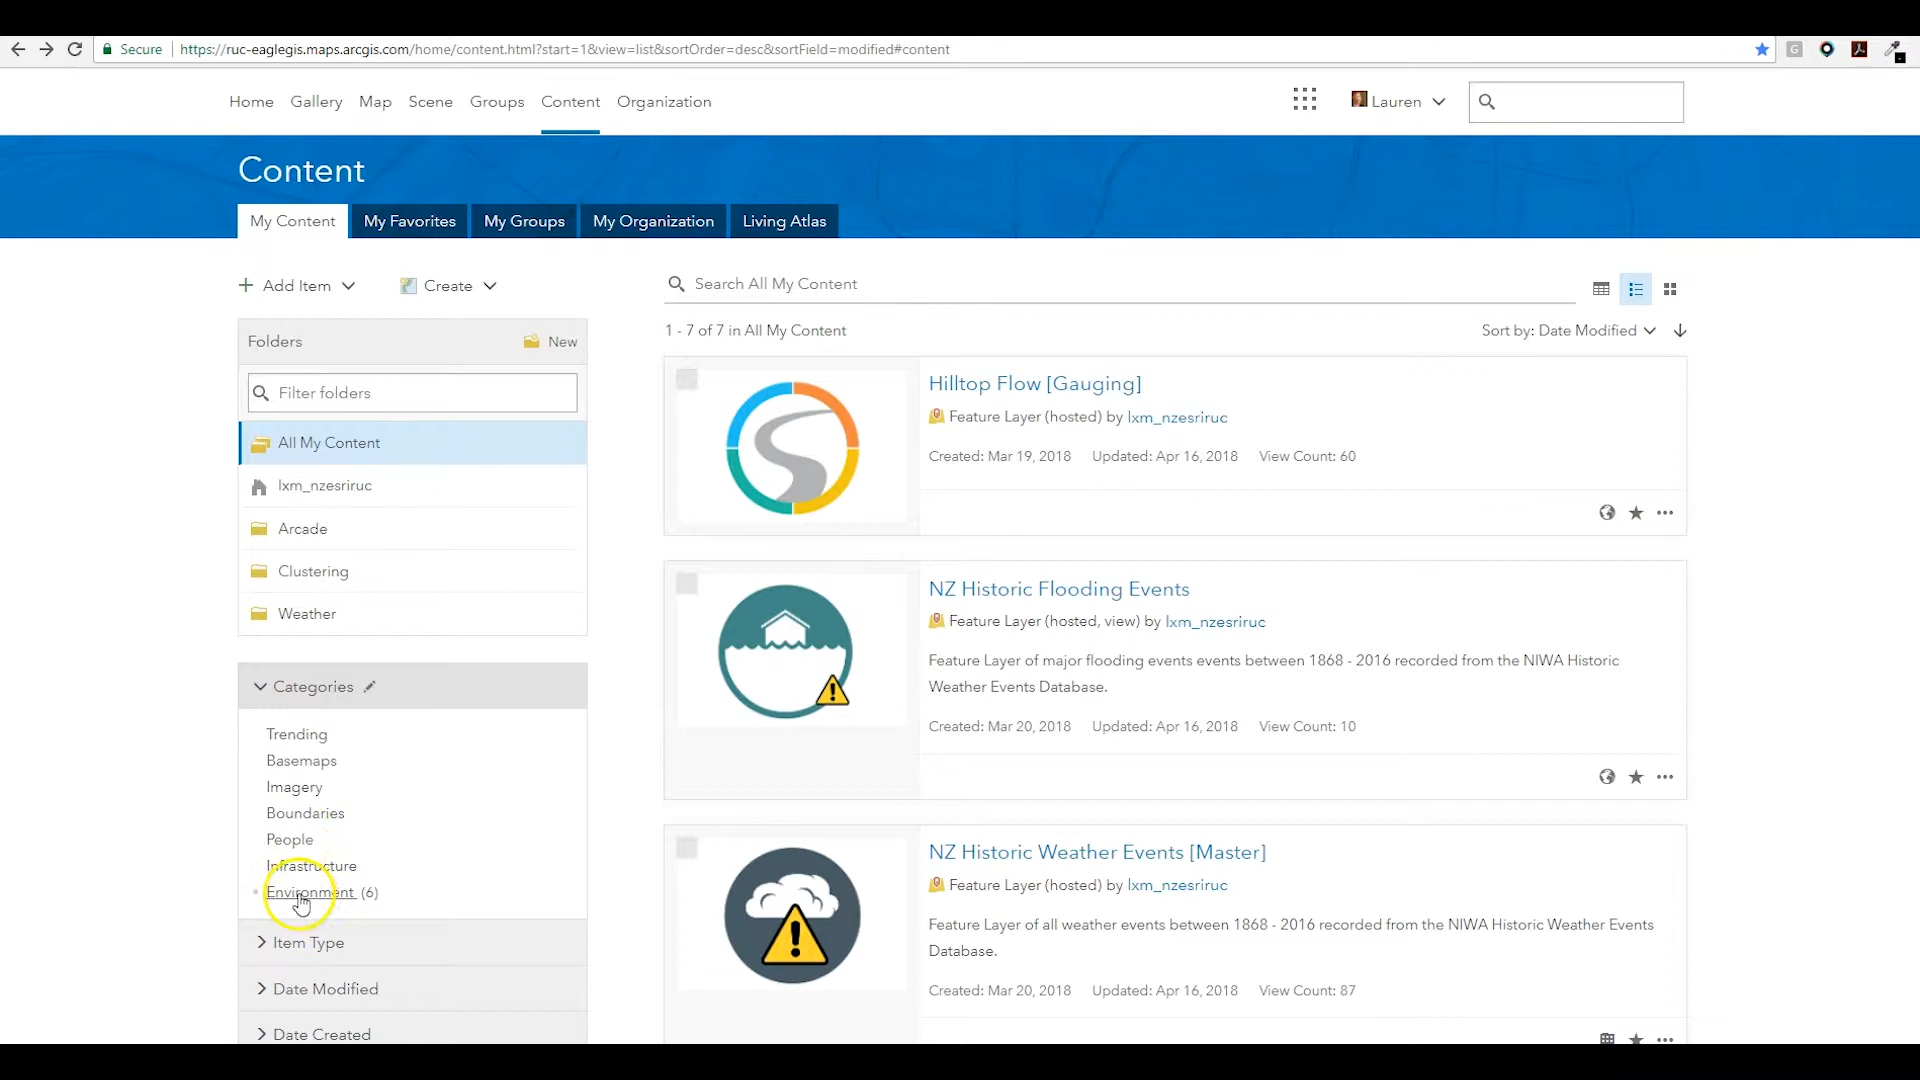 Secure https://ruc-eaglegis.maps.arcgis.com/home/content.html?start=1&view=list&sortOrder=desc&sortField=modified#content
Home Gallery Map Scene Groups Content Organization
Lauren
Content
My Content My Favorites My Groups My Organization Living Atlas
Add Item Create
Search All My Content
1 - 7 of 7 in All My Content
Sort by: Date Modified
Folders
New
Filter folders
All My Content
lxm_nzesriruc
Arcade
Clustering
Weather
Categories
Trending
Basemaps
Imagery
Boundaries
People
Infrastructure
Environment (6)
Item Type
Date Modified
Date Created
Hilltop Flow [Gauging]
Feature Layer (hosted) by lxm_nzesriruc
Created: Mar 19, 2018 Updated: Apr 16, 2018 View Count: 60
NZ Historic Flooding Events
Feature Layer (hosted, view) by lxm_nzesriruc
Feature Layer of major flooding events events between 1868 - 2016 recorded from the NIWA Historic
Weather Events Database.
Created: Mar 20, 2018 Updated: Apr 16, 2018 View Count: 10
NZ Historic Weather Events [Master]
Feature Layer (hosted) by lxm_nzesriruc
Feature Layer of all weather events between 1868 - 2016 recorded from the NIWA Historic Weather Events
Database.
Created: Mar 20, 2018 Updated: Apr 16, 2018 View Count: 87